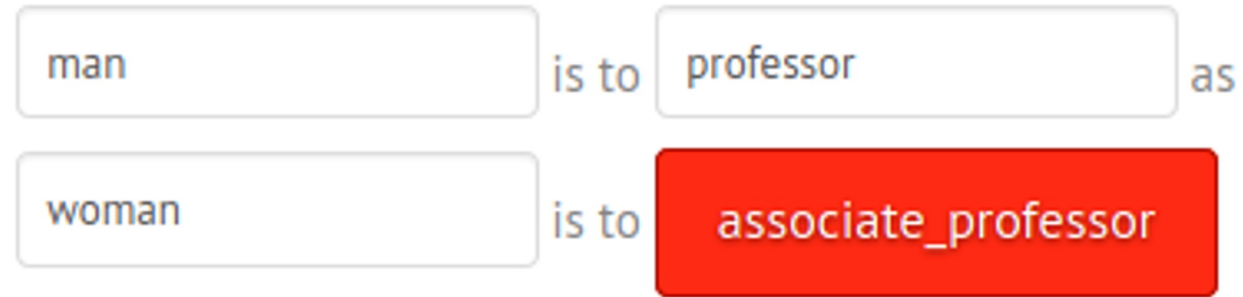 man is to professor as
woman is to associate_professor